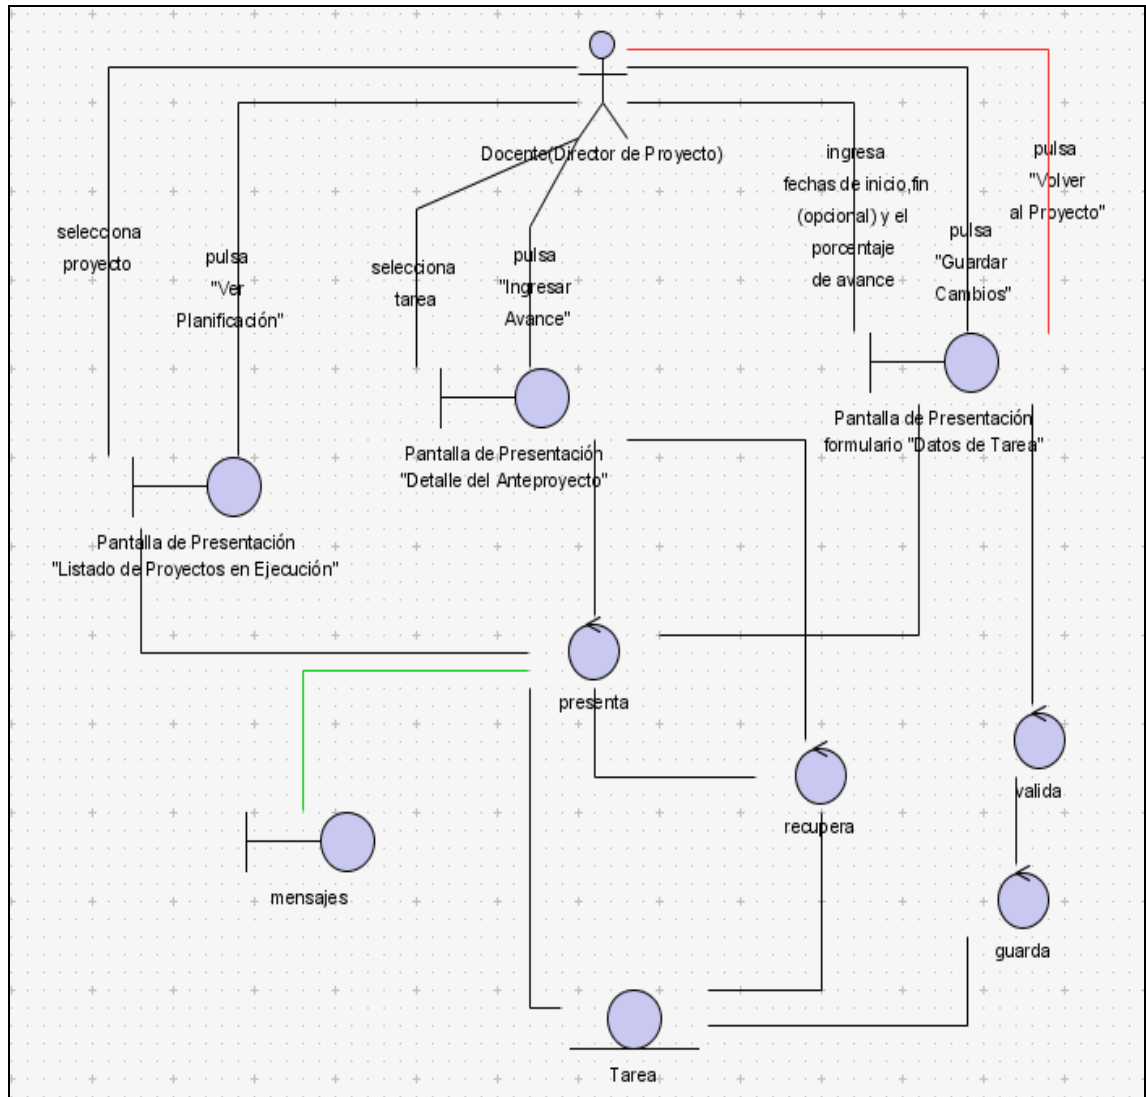 Docente(Director de Proyecto)
selecciona
proyecto
pulsa
"Ver
Planificación"
selecciona
tarea
pulsa
"Ingresar
Avance"
ingresa
fechas de inicio,fin
(opcional) y el
porcentaje
de avance
pulsa
"Guardar
Cambios"
pulsa
"Volver
al Proyecto"
Pantalla de Presentación
"Listado de Proyectos en Ejecución"
Pantalla de Presentación
"Detalle del Anteproyecto"
Pantalla de Presentación
formulario "Datos de Tarea"
presenta
recupera
valida
mensajes
guarda
Tarea